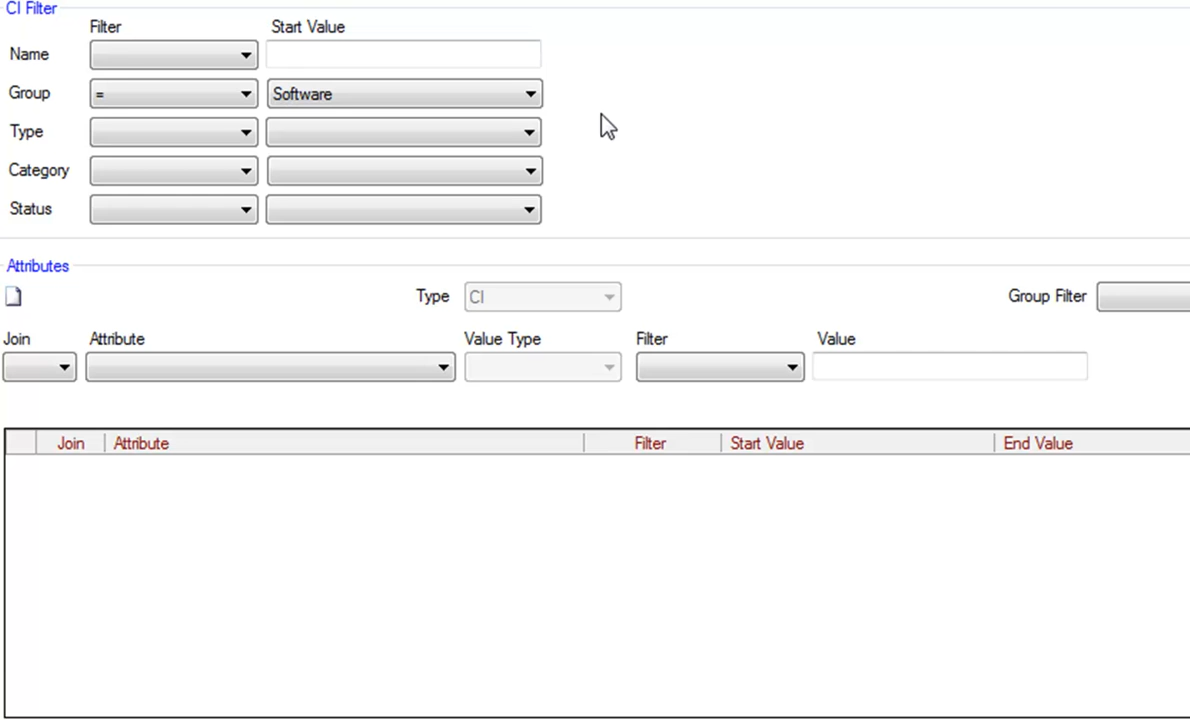 CI Filter
Filter Start Value
Name
Group = Software
Type
Category
Status
Attributes
Type CI Group Filter
Join Attribute Value Type Filter Value
Join Attribute Filter Start Value End Value